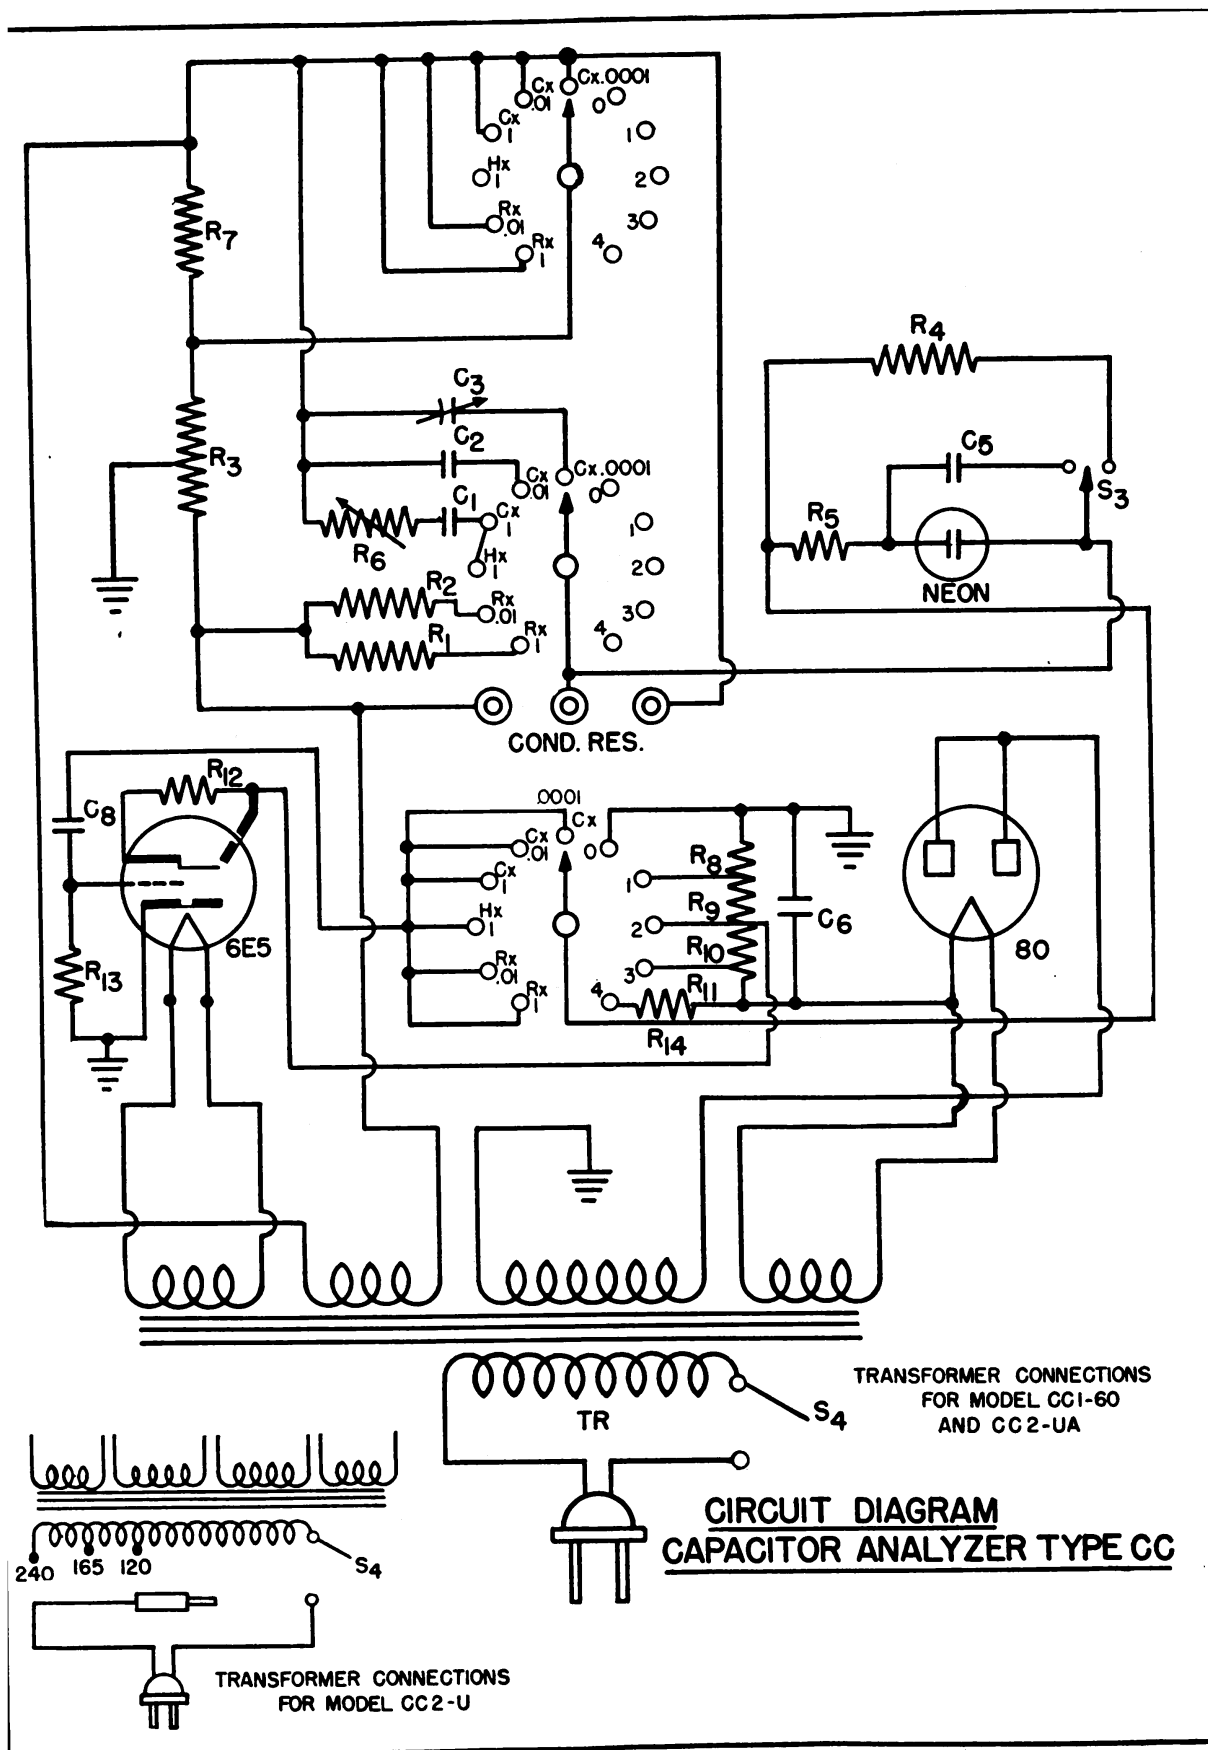 Cx.0001
Cx
.01
0
Cx
1
1
Hx
1
2
Rx
.01
3
Rx
1
4
R7
R4
C3
C2
R3
Cx.0001
Cx
.01
0
C5
S3
C1
Cx
1
1
R5
R6
Hx
1
2
NEON
R2
Rx
.01
3
R1
Rx
1
4
COND. RES.
R12
.0001
Cx
C8
Cx
.01
0
R8
Cx
1
1
R9
Hx
1
2
C6
6E5
R10
80
R13
Rx
.01
3
R11
Rx
1
4
R14
TRANSFORMER CONNECTIONS
FOR MODEL CC1-60
AND CC2-UA
S4
TR
CIRCUIT DIAGRAM
CAPACITOR ANALYZER TYPE CC
240 165 120
S4
TRANSFORMER CONNECTIONS
FOR MODEL CC2-U